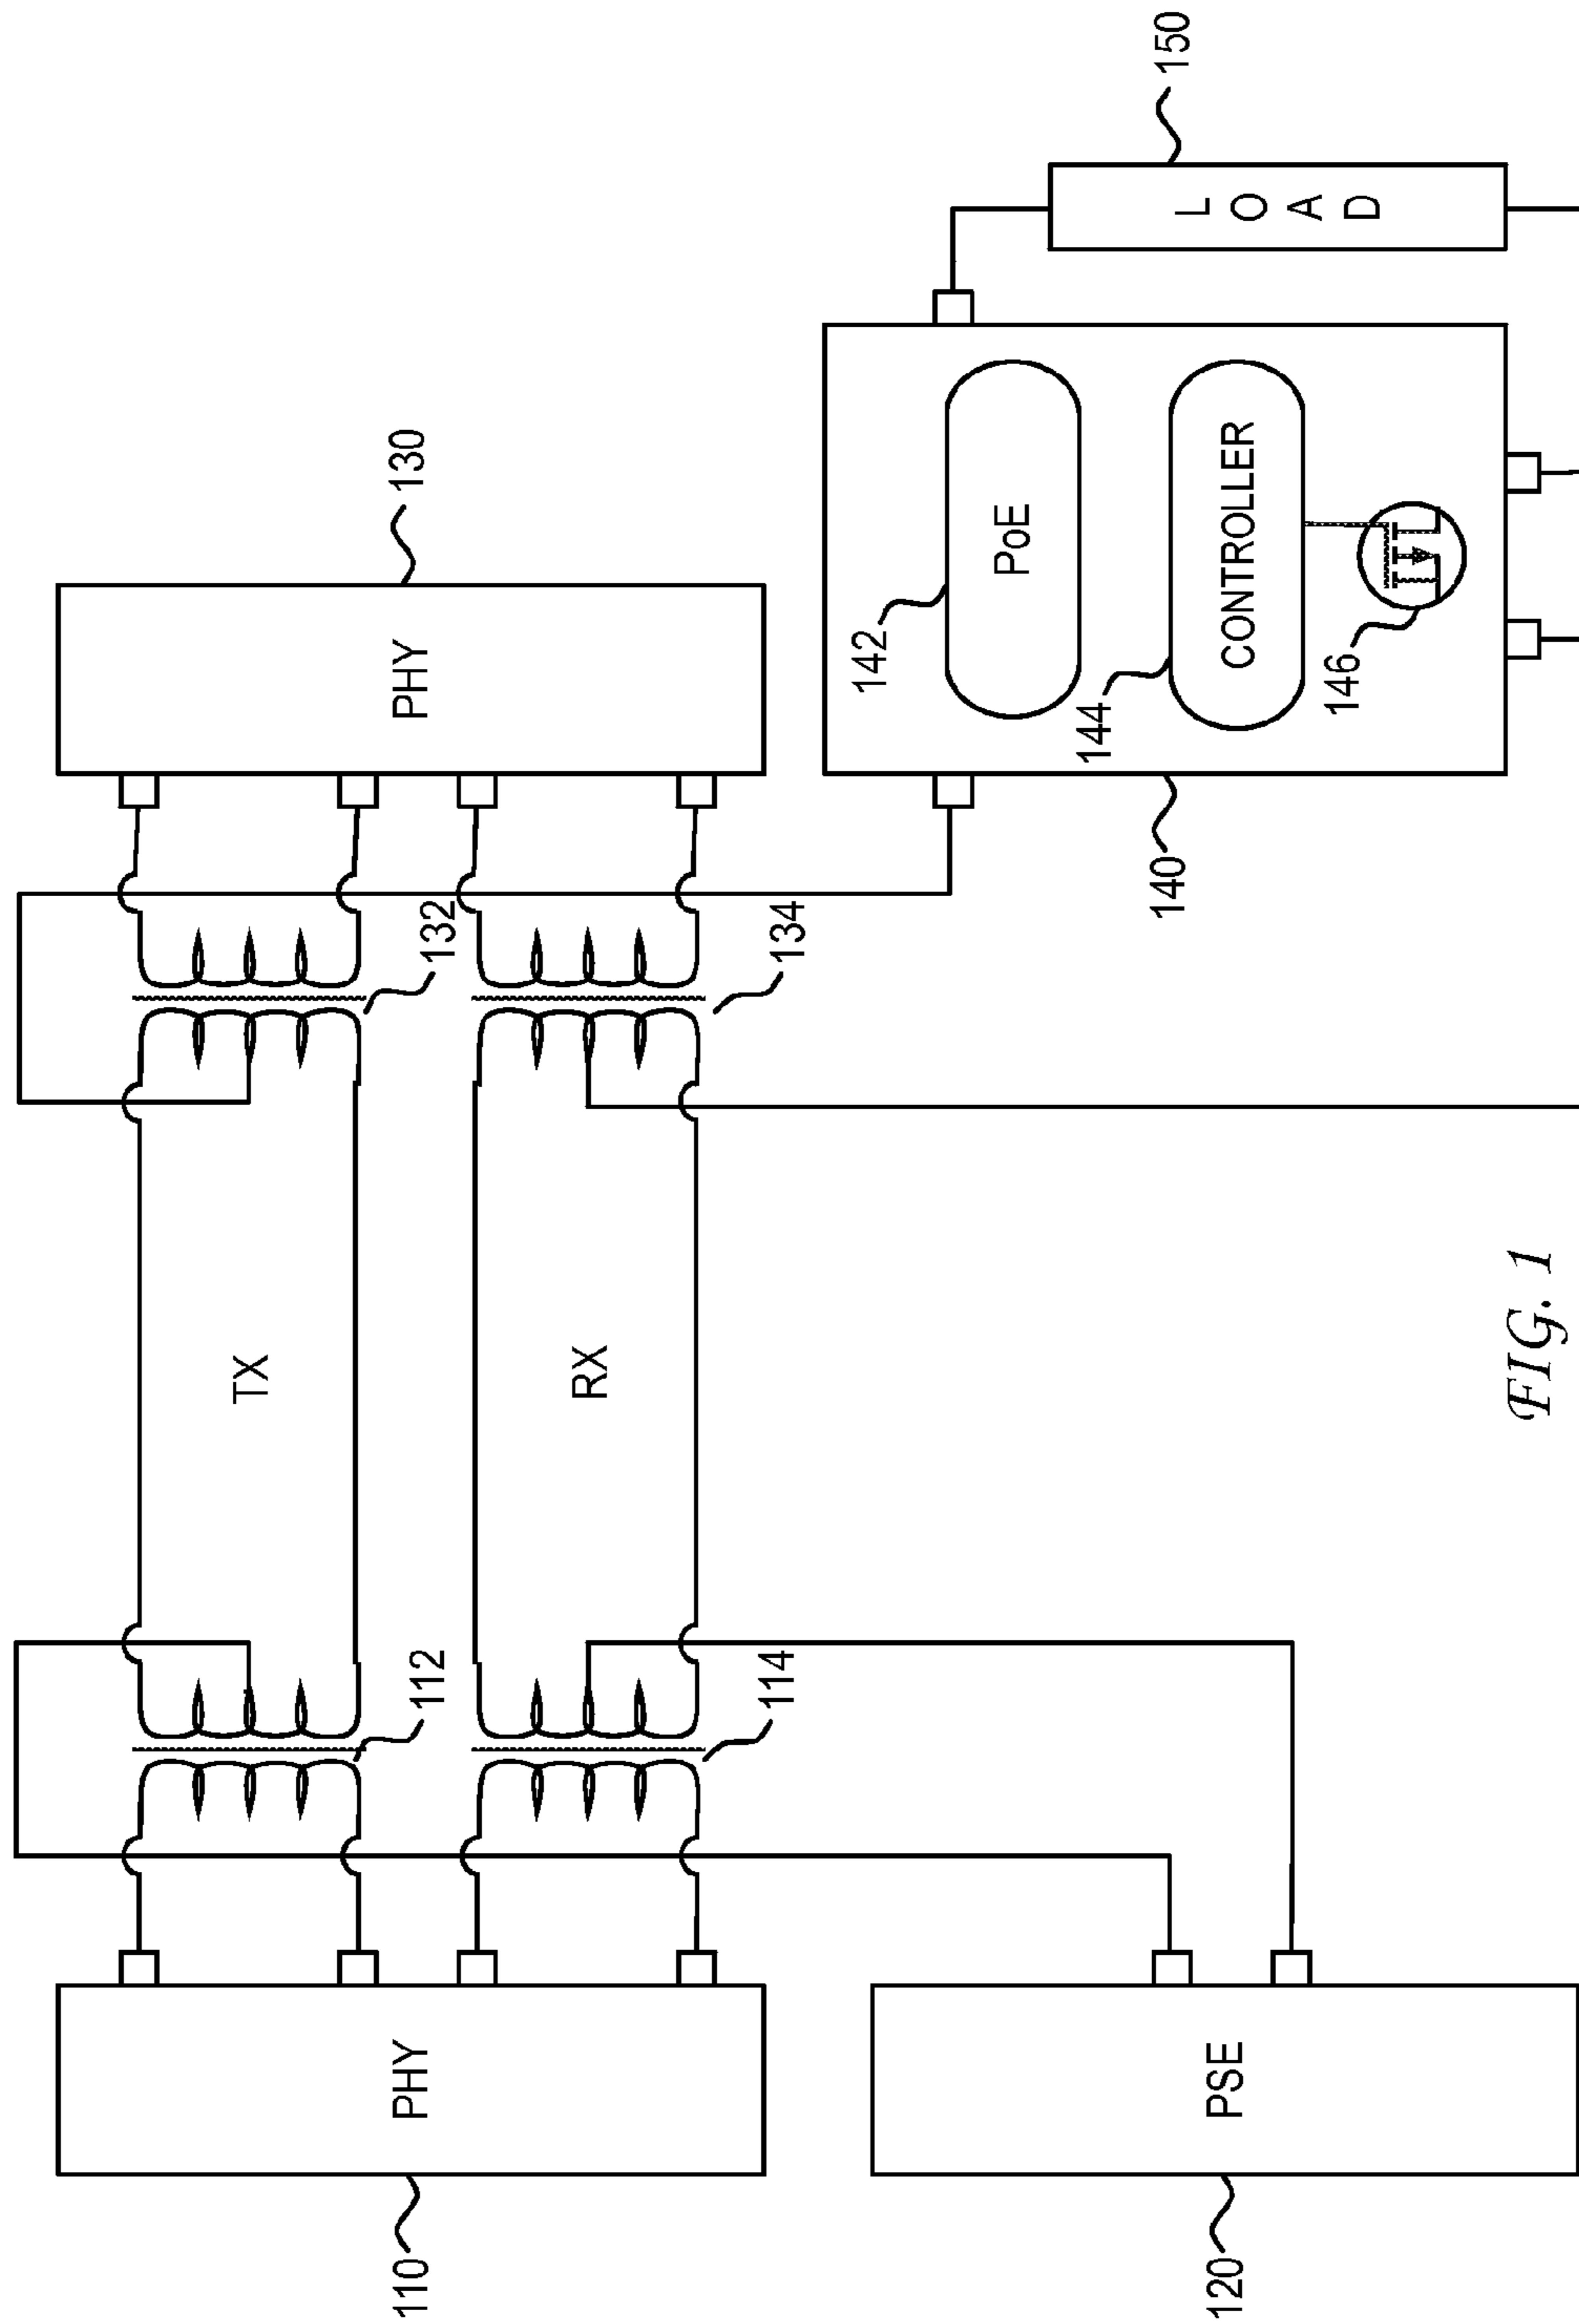 130
PHY
132
134
TX
RX
112
114
PHY
110
PSE
120
142
PoE
144
CONTROLLER
146
140
LOAD
150
FIG. 1